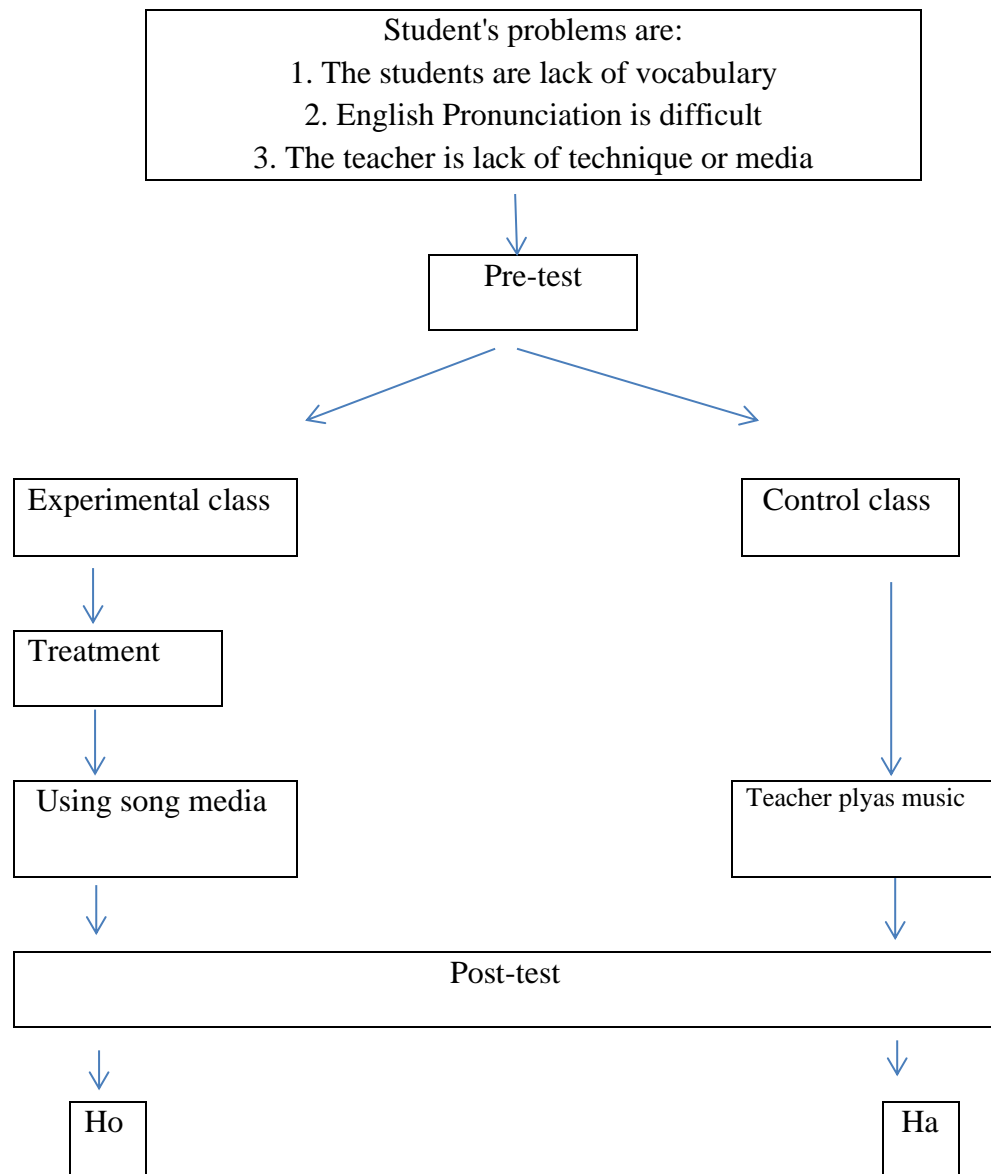 Student's problems are:
1. The students are lack of vocabulary
2. English Pronunciation is difficult
3. The teacher is lack of technique or media
Pre-test
Experimental class
Control class
Treatment
Using song media
Teacher plyas music
Post-test
Ho
Ha